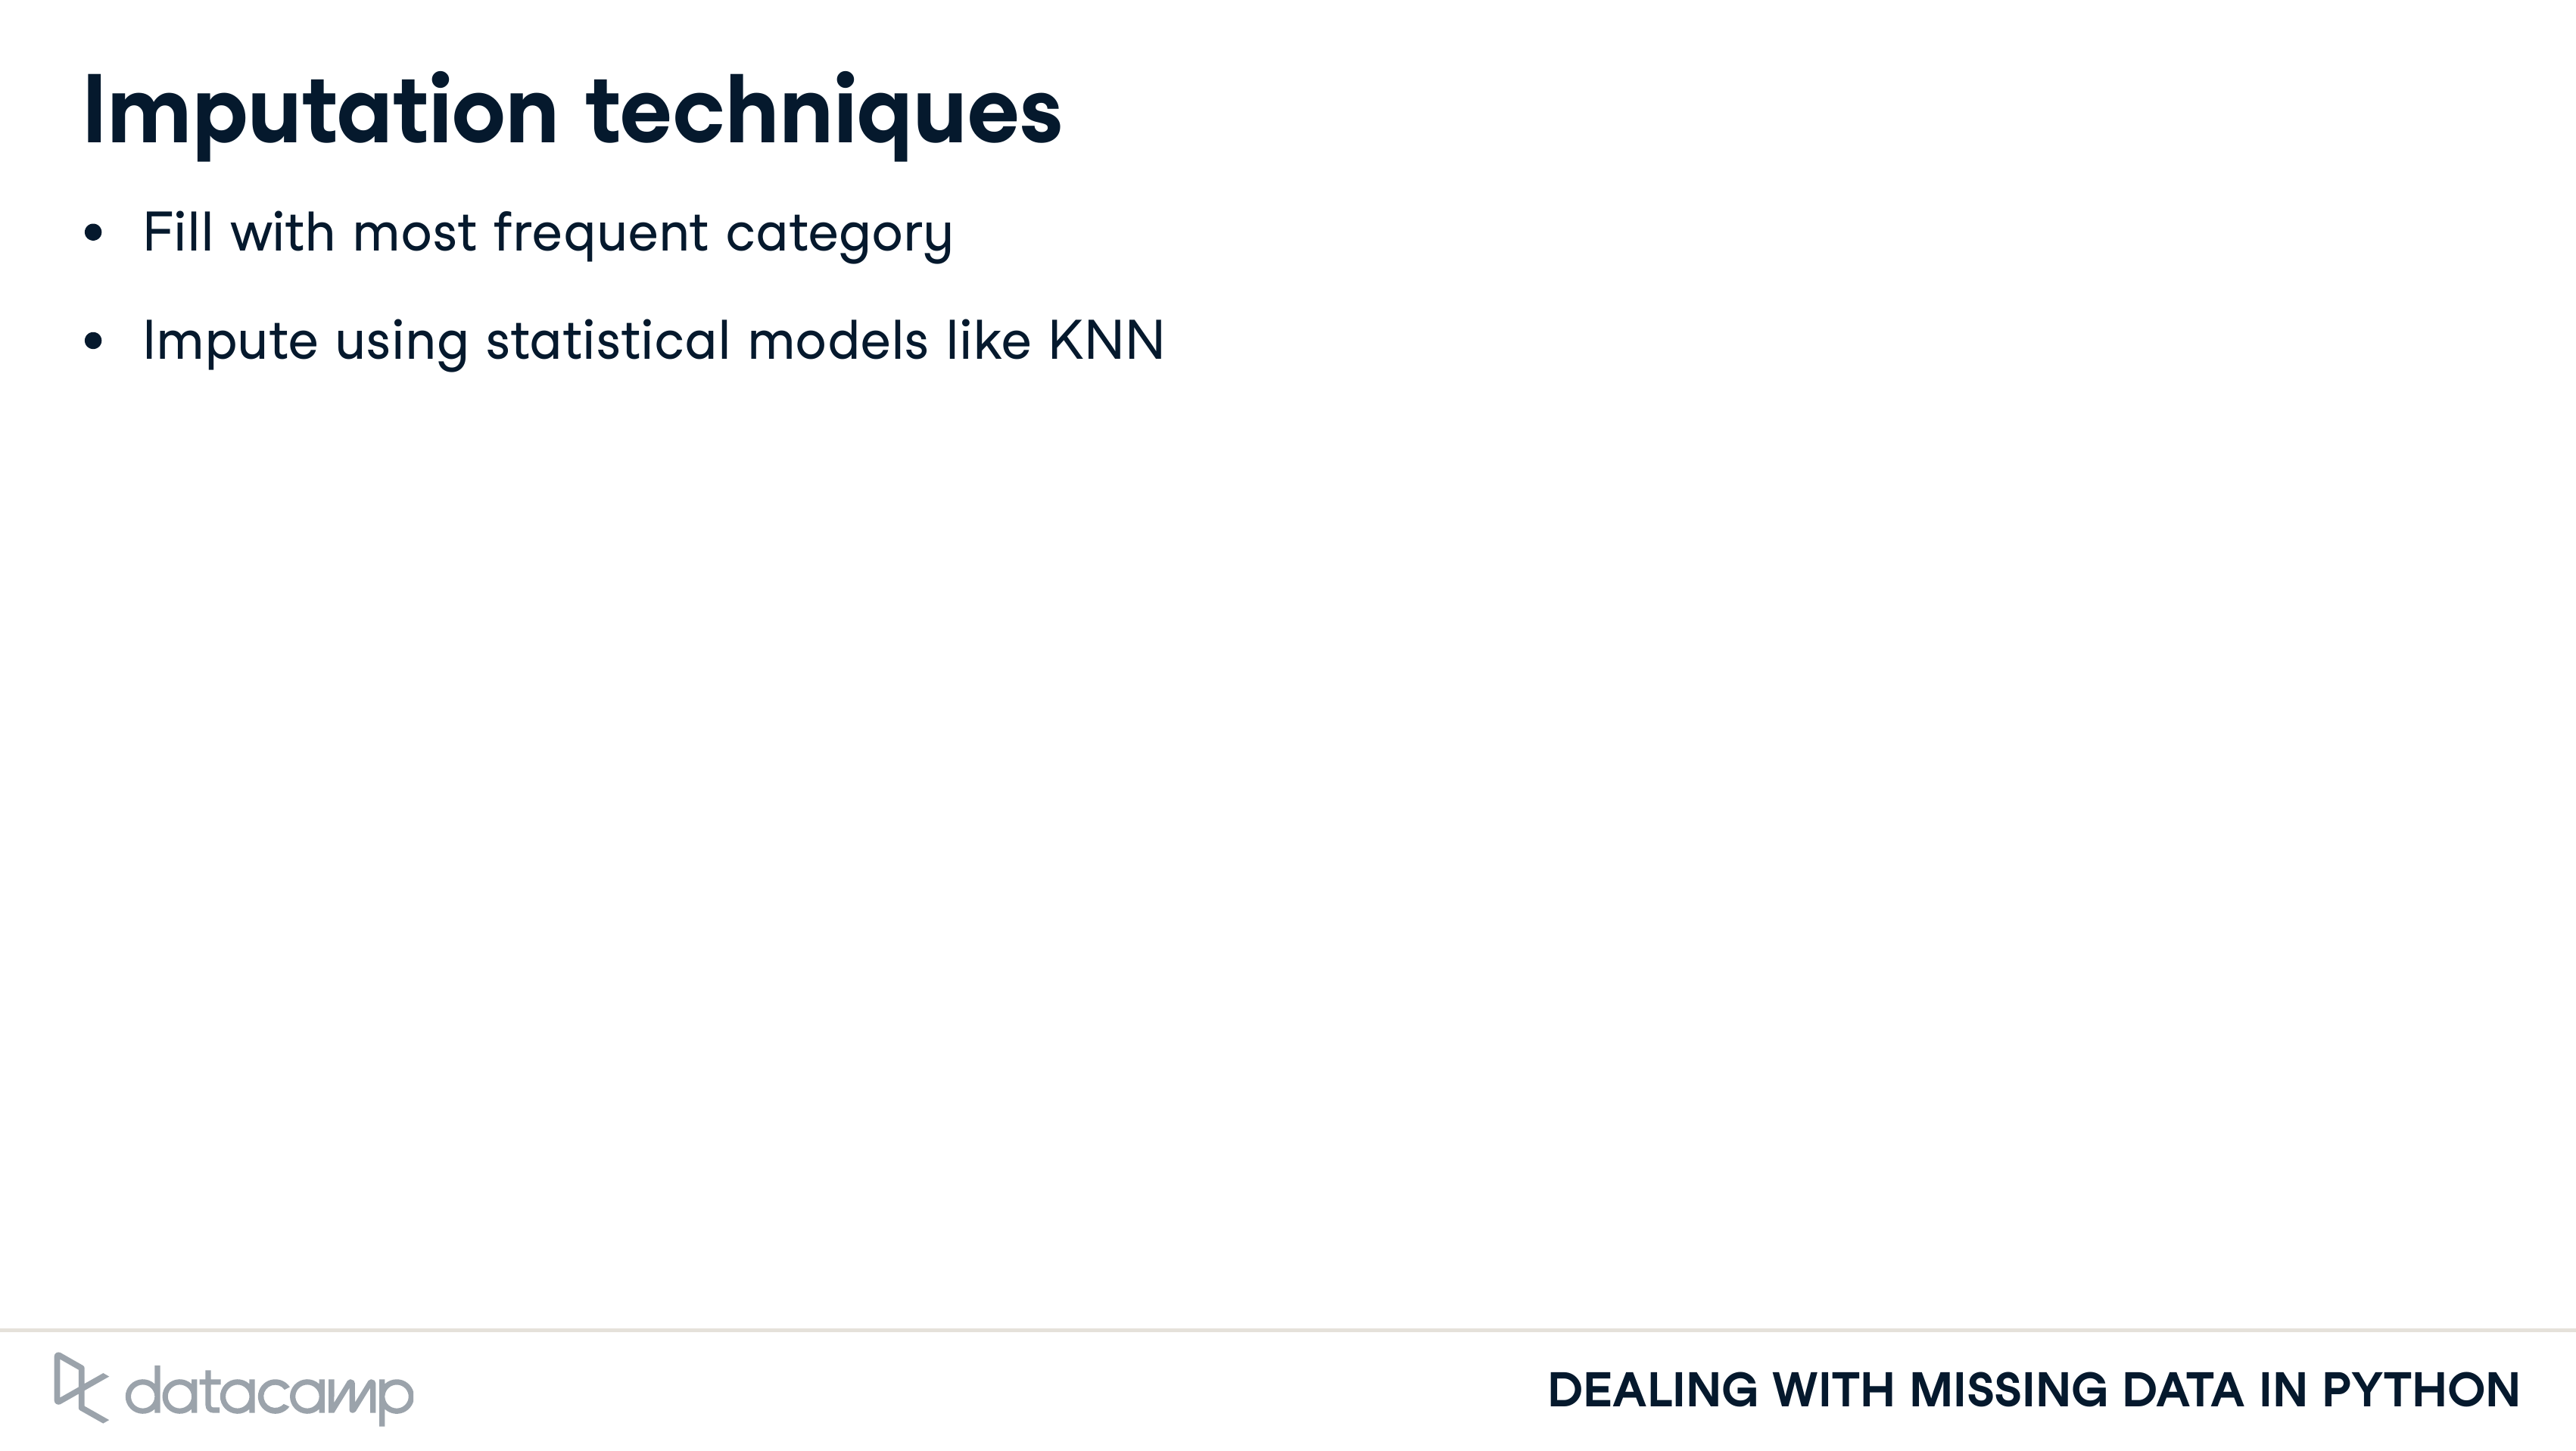 Imputation techniques
• Fill with most frequent category
• Impute using statistical models like KNN
datacamp
DEALING WITH MISSING DATA IN PYTHON